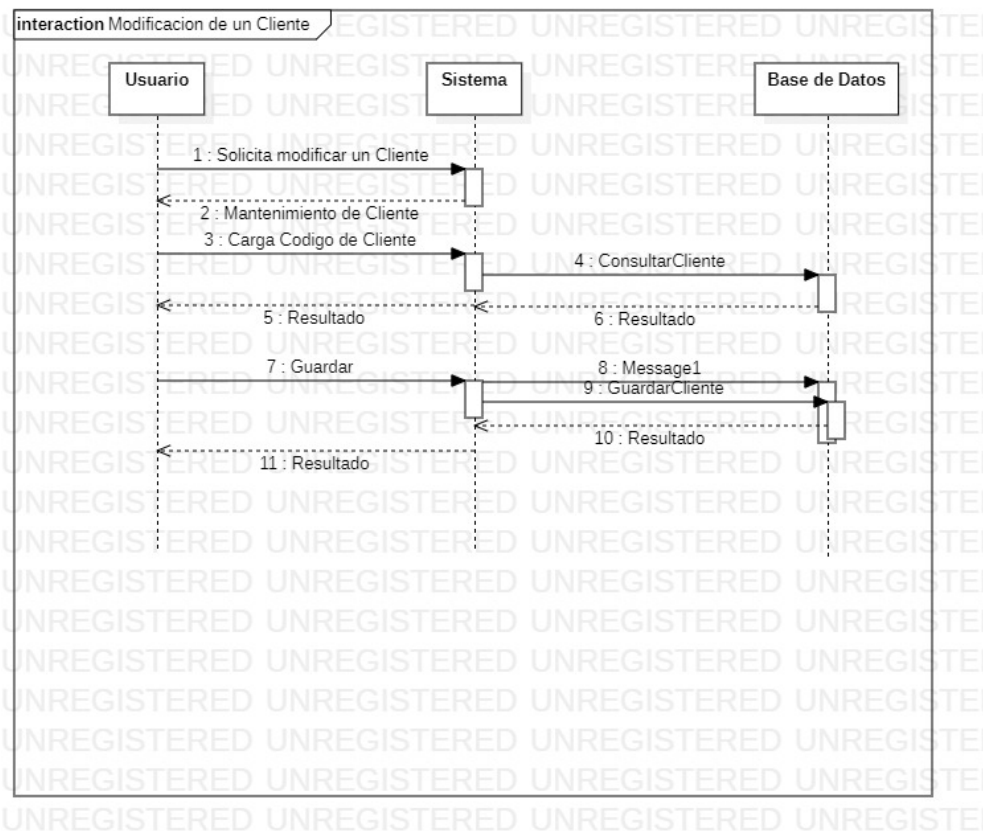 interaction Modificacion de un Cliente
Usuario
Sistema
Base de Datos
1 : Solicita modificar un Cliente
2 : Mantenimiento de Cliente
3 : Carga Codigo de Cliente
4 : ConsultarCliente
5 : Resultado
6 : Resultado
7 : Guardar
8 : Message1
9 : GuardarCliente
10 : Resultado
11 : Resultado
UNREGISTERED